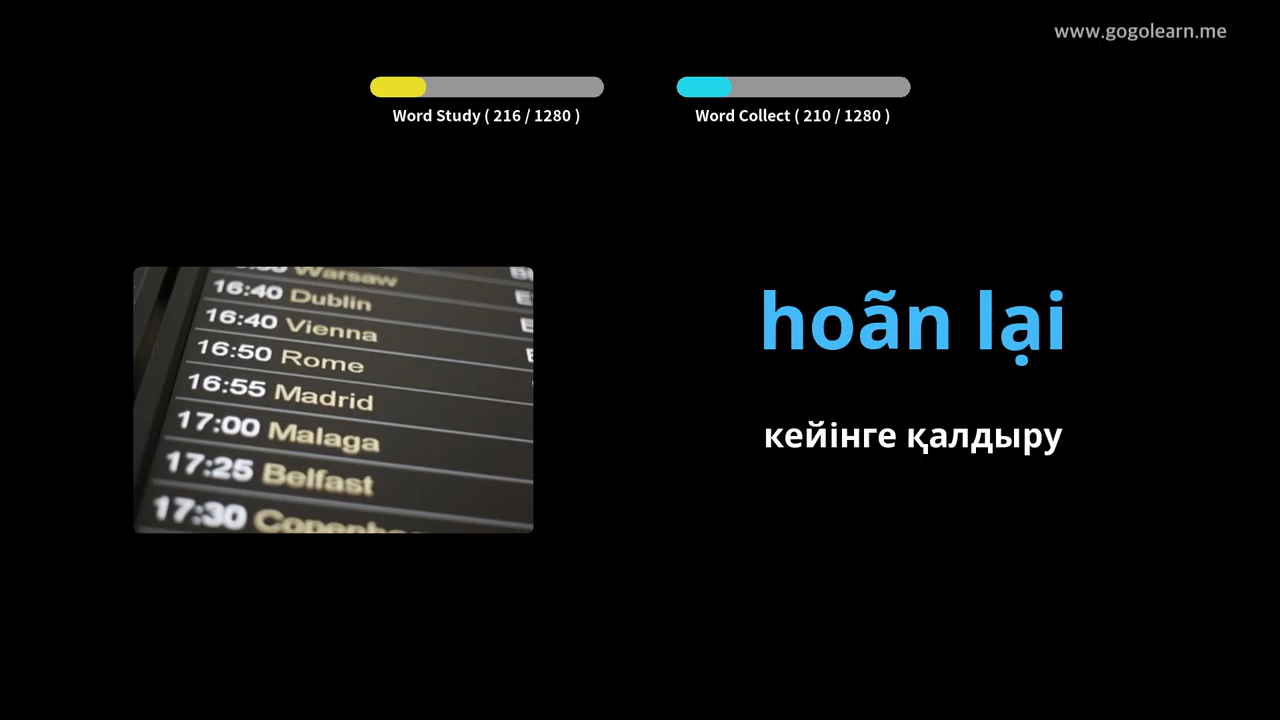 www.gogolearn.me
Word Study ( 216 / 1280 )
Word Collect ( 210 / 1280 )
Warsaw
16:40 Dublin
16:40 Vienna
16:50 Rome
16:55 Madrid
17:00 Malaga
17:25 Belfast
17:30
hoãn lại
кейінге қалдыру